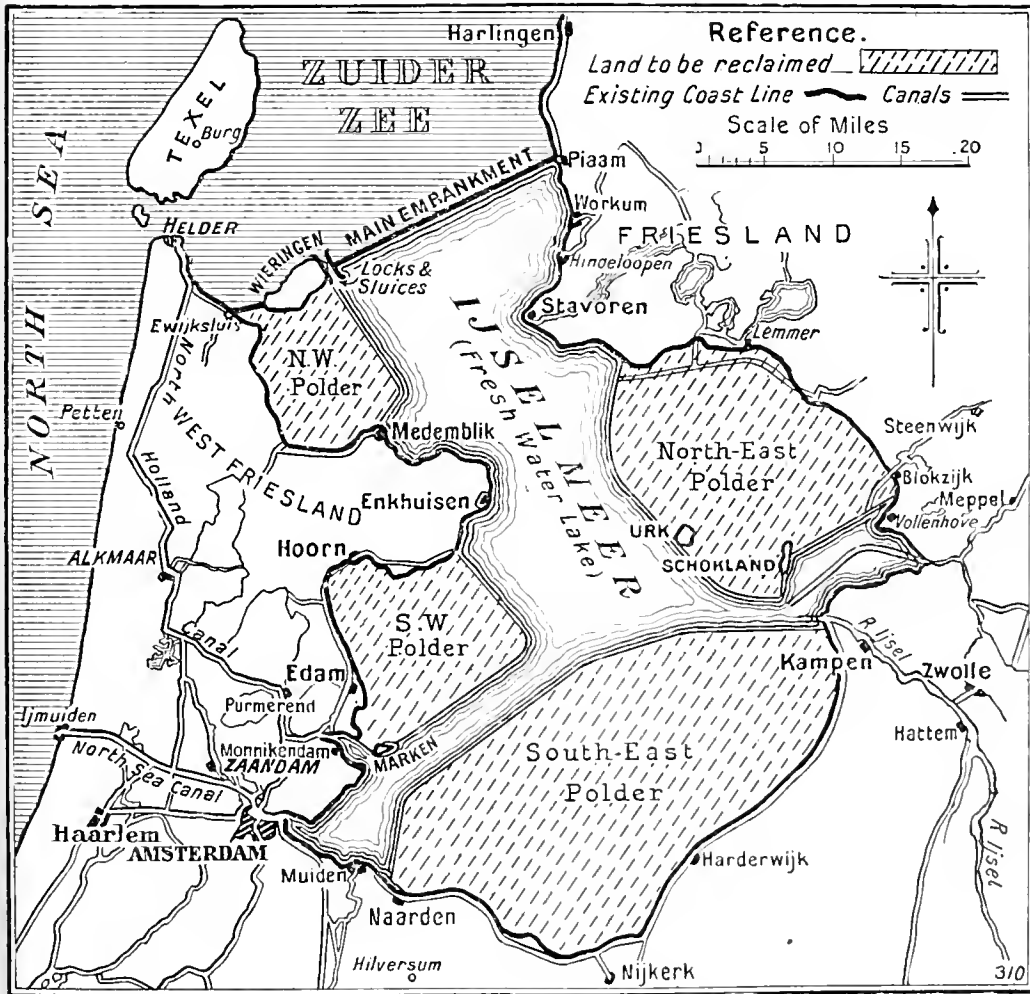 Harlingen
Reference.
Land to be reclaimed
Existing Coast Line
Canals
Scale of Miles
5
10
15
20
ZUIDER
ZEE
TEXEL
Burg
NORTH SEA
HELDER
WIERINGEN
MAIN EMBANKMENT
Piaam
Workum
FRIESLAND
Hindeloopen
Locks &
Sluices
Stavoren
Lemmer
Ewijksluis
N.W.
Polder
IJSELMEER
(Fresh Water Lake)
Petten
North
Holland
Canal
WEST FRIESLAND
Medemblik
Enkhuisen
North-East
Polder
Steenwijk
Blokzijk
Meppel
Vollenhove
URK
SCHOKLAND
Hoorn
ALKMAAR
S.W.
Polder
Edam
Purmerend
Kampen
R. Ijsel
Zwolle
Hattem
Ijmuiden
North Sea Canal
Monnikendam
ZAANDAM
MARKEN
South-East
Polder
Haarlem
AMSTERDAM
Muiden
Harderwijk
R. Ijsel
Naarden
Hilversum
Nijkerk
310